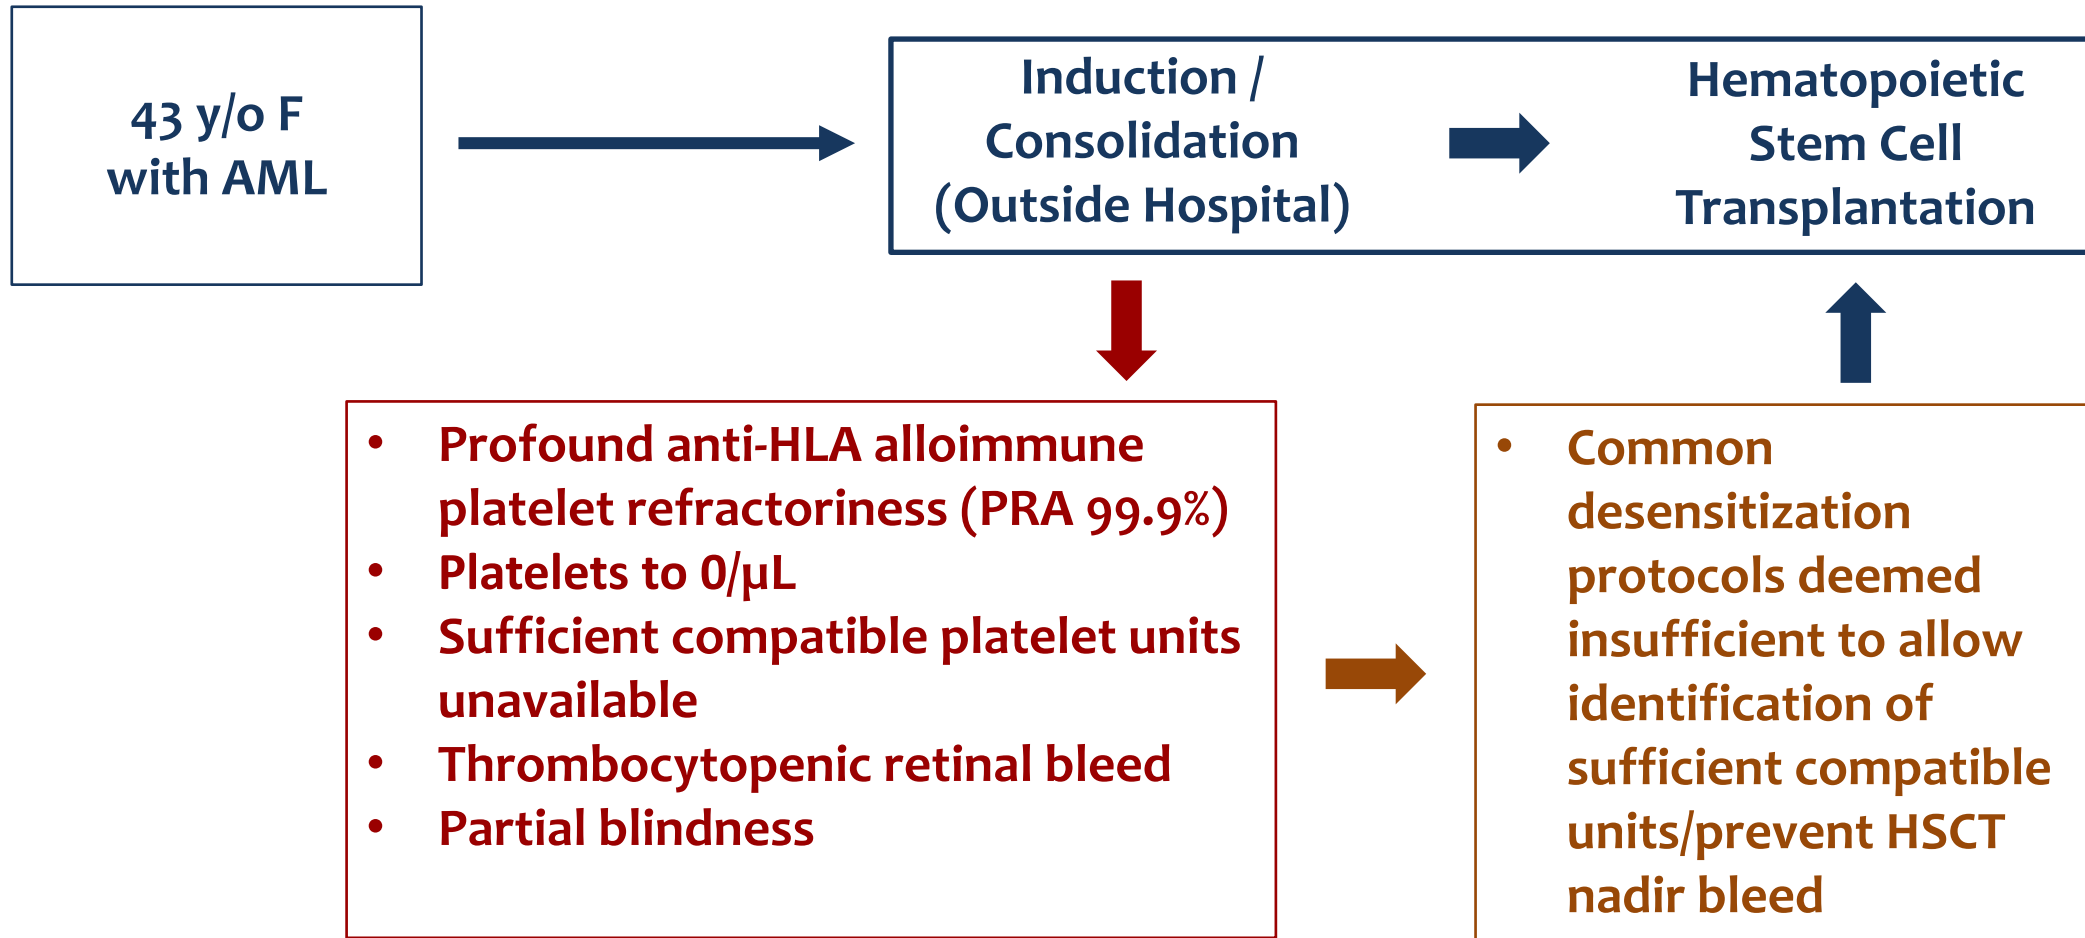 43 y/o F
with AML
Induction /
Consolidation
(Outside Hospital)
Hematopoietic
Stem Cell
Transplantation
• Profound anti-HLA alloimmune
platelet refractoriness (PRA 99.9%)
• Platelets to 0/µL
• Sufficient compatible platelet units
unavailable
• Thrombocytopenic retinal bleed
• Partial blindness
• Common
desensitization
protocols deemed
insufficient to allow
identification of
sufficient compatible
units/prevent HSCT
nadir bleed